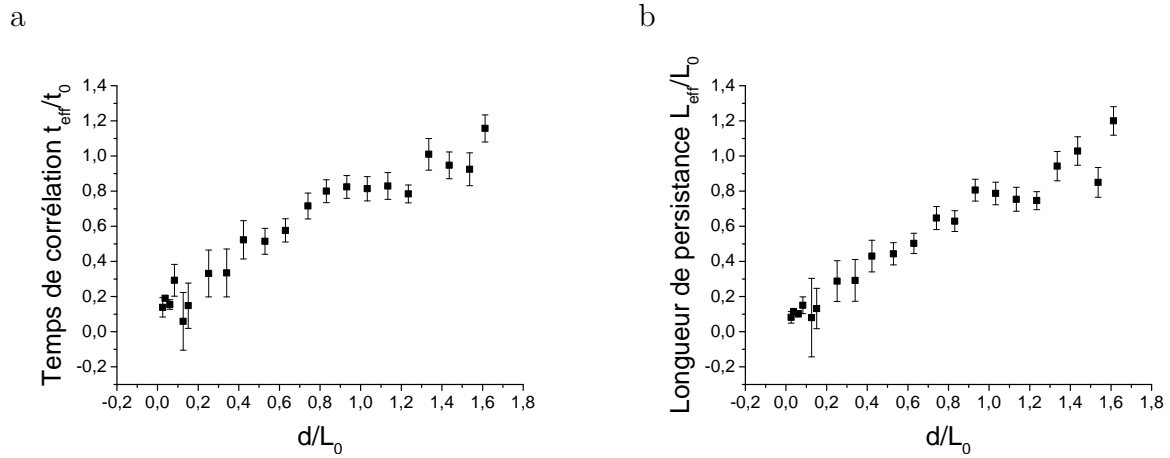 a
Temps de corrélation t_eff/t_0
1,4
1,2
1,0
0,8
0,6
0,4
0,2
0,0
-0,2
-0,2 0,0 0,2 0,4 0,6 0,8 1,0 1,2 1,4 1,6 1,8
d/L_0
b
Longueur de persistance L_eff/L_0
1,4
1,2
1,0
0,8
0,6
0,4
0,2
0,0
-0,2
-0,2 0,0 0,2 0,4 0,6 0,8 1,0 1,2 1,4 1,6 1,8
d/L_0